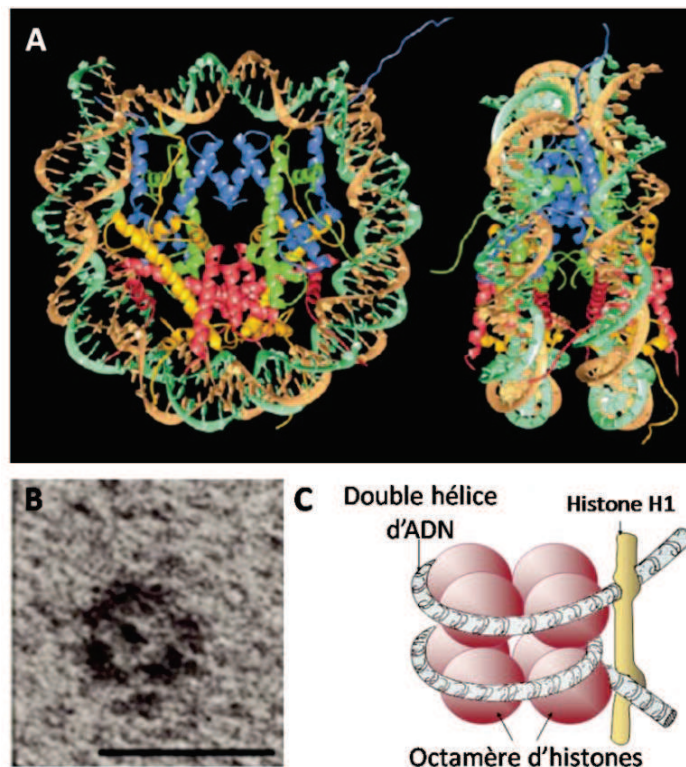 A
B
C
Double hélice
d'ADN
Histone H1
Octamère d'histones